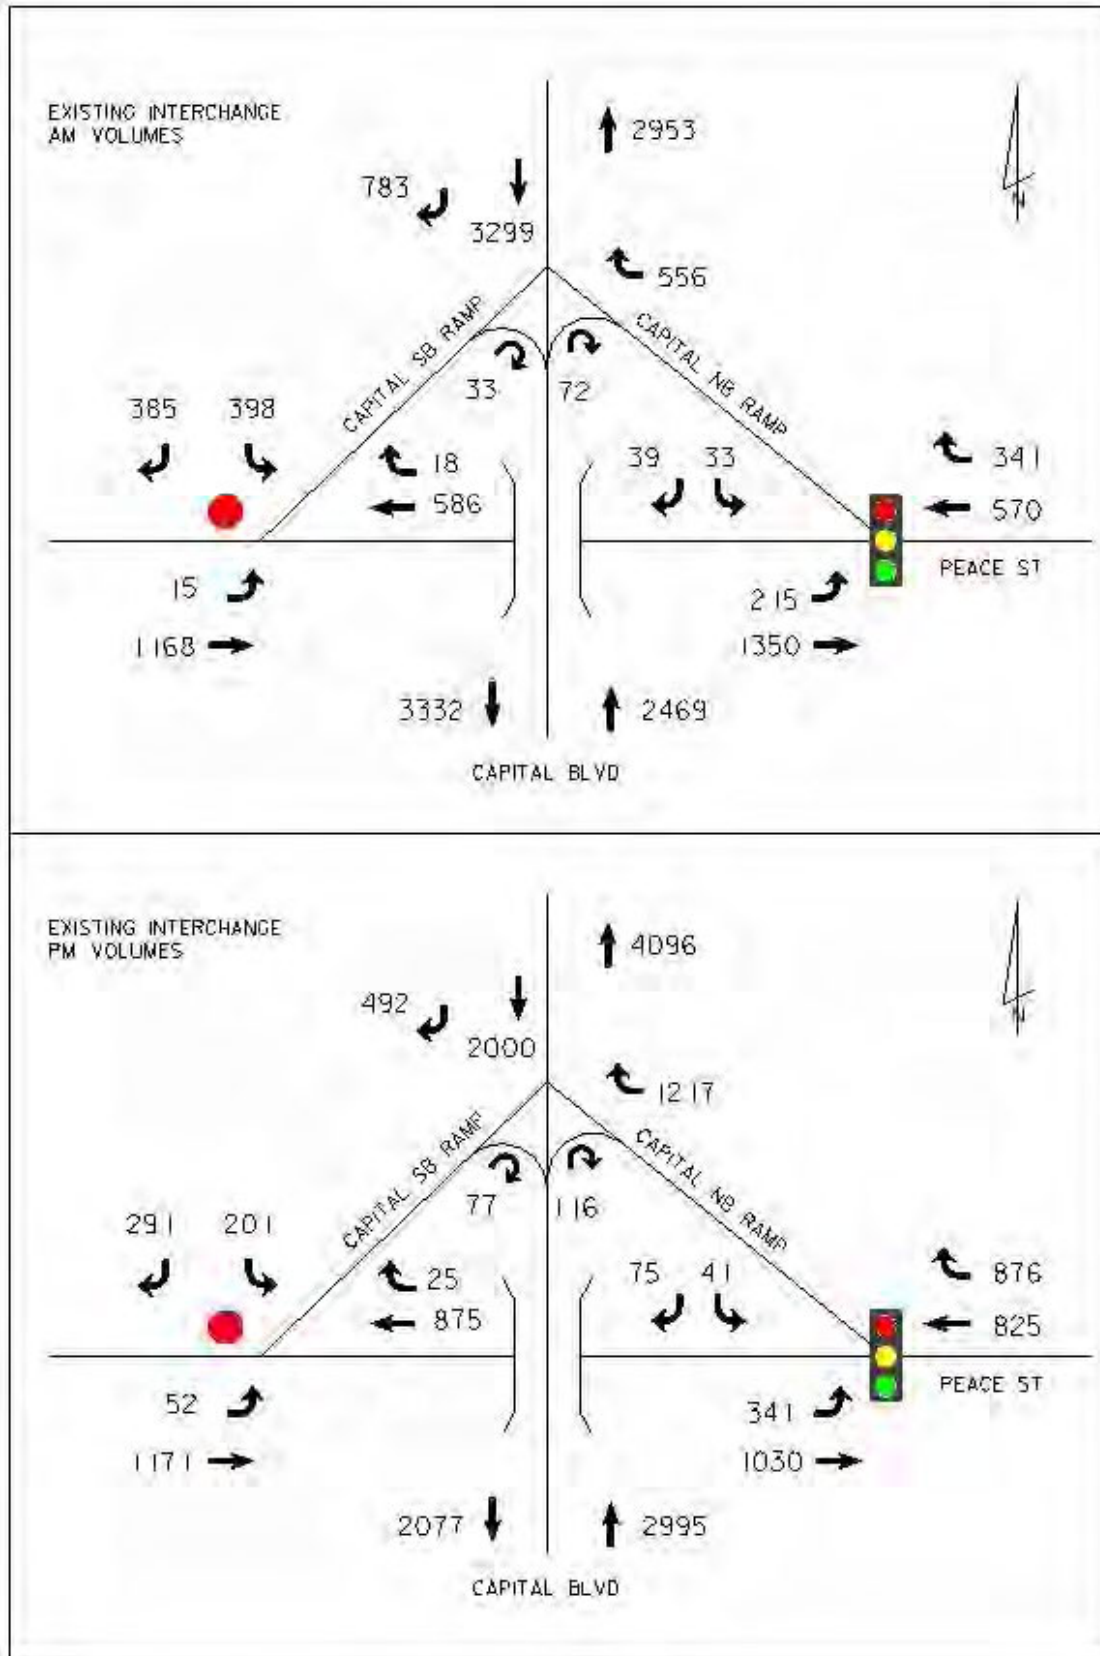 EXISTING INTERCHANGE
AM VOLUMES
2953
783
3299
556
CAPITAL SB RAMP
CAPITAL NB RAMP
33
72
385
398
18
586
39
33
341
570
PEACE ST
15
1168
215
1350
3332
2469
CAPITAL BLVD
N
EXISTING INTERCHANGE
PM VOLUMES
4096
492
2000
1217
CAPITAL SB RAMP
CAPITAL NB RAMP
77
116
291
201
25
875
75
41
876
825
PEACE ST
52
1171
341
1030
2077
2995
CAPITAL BLVD
N